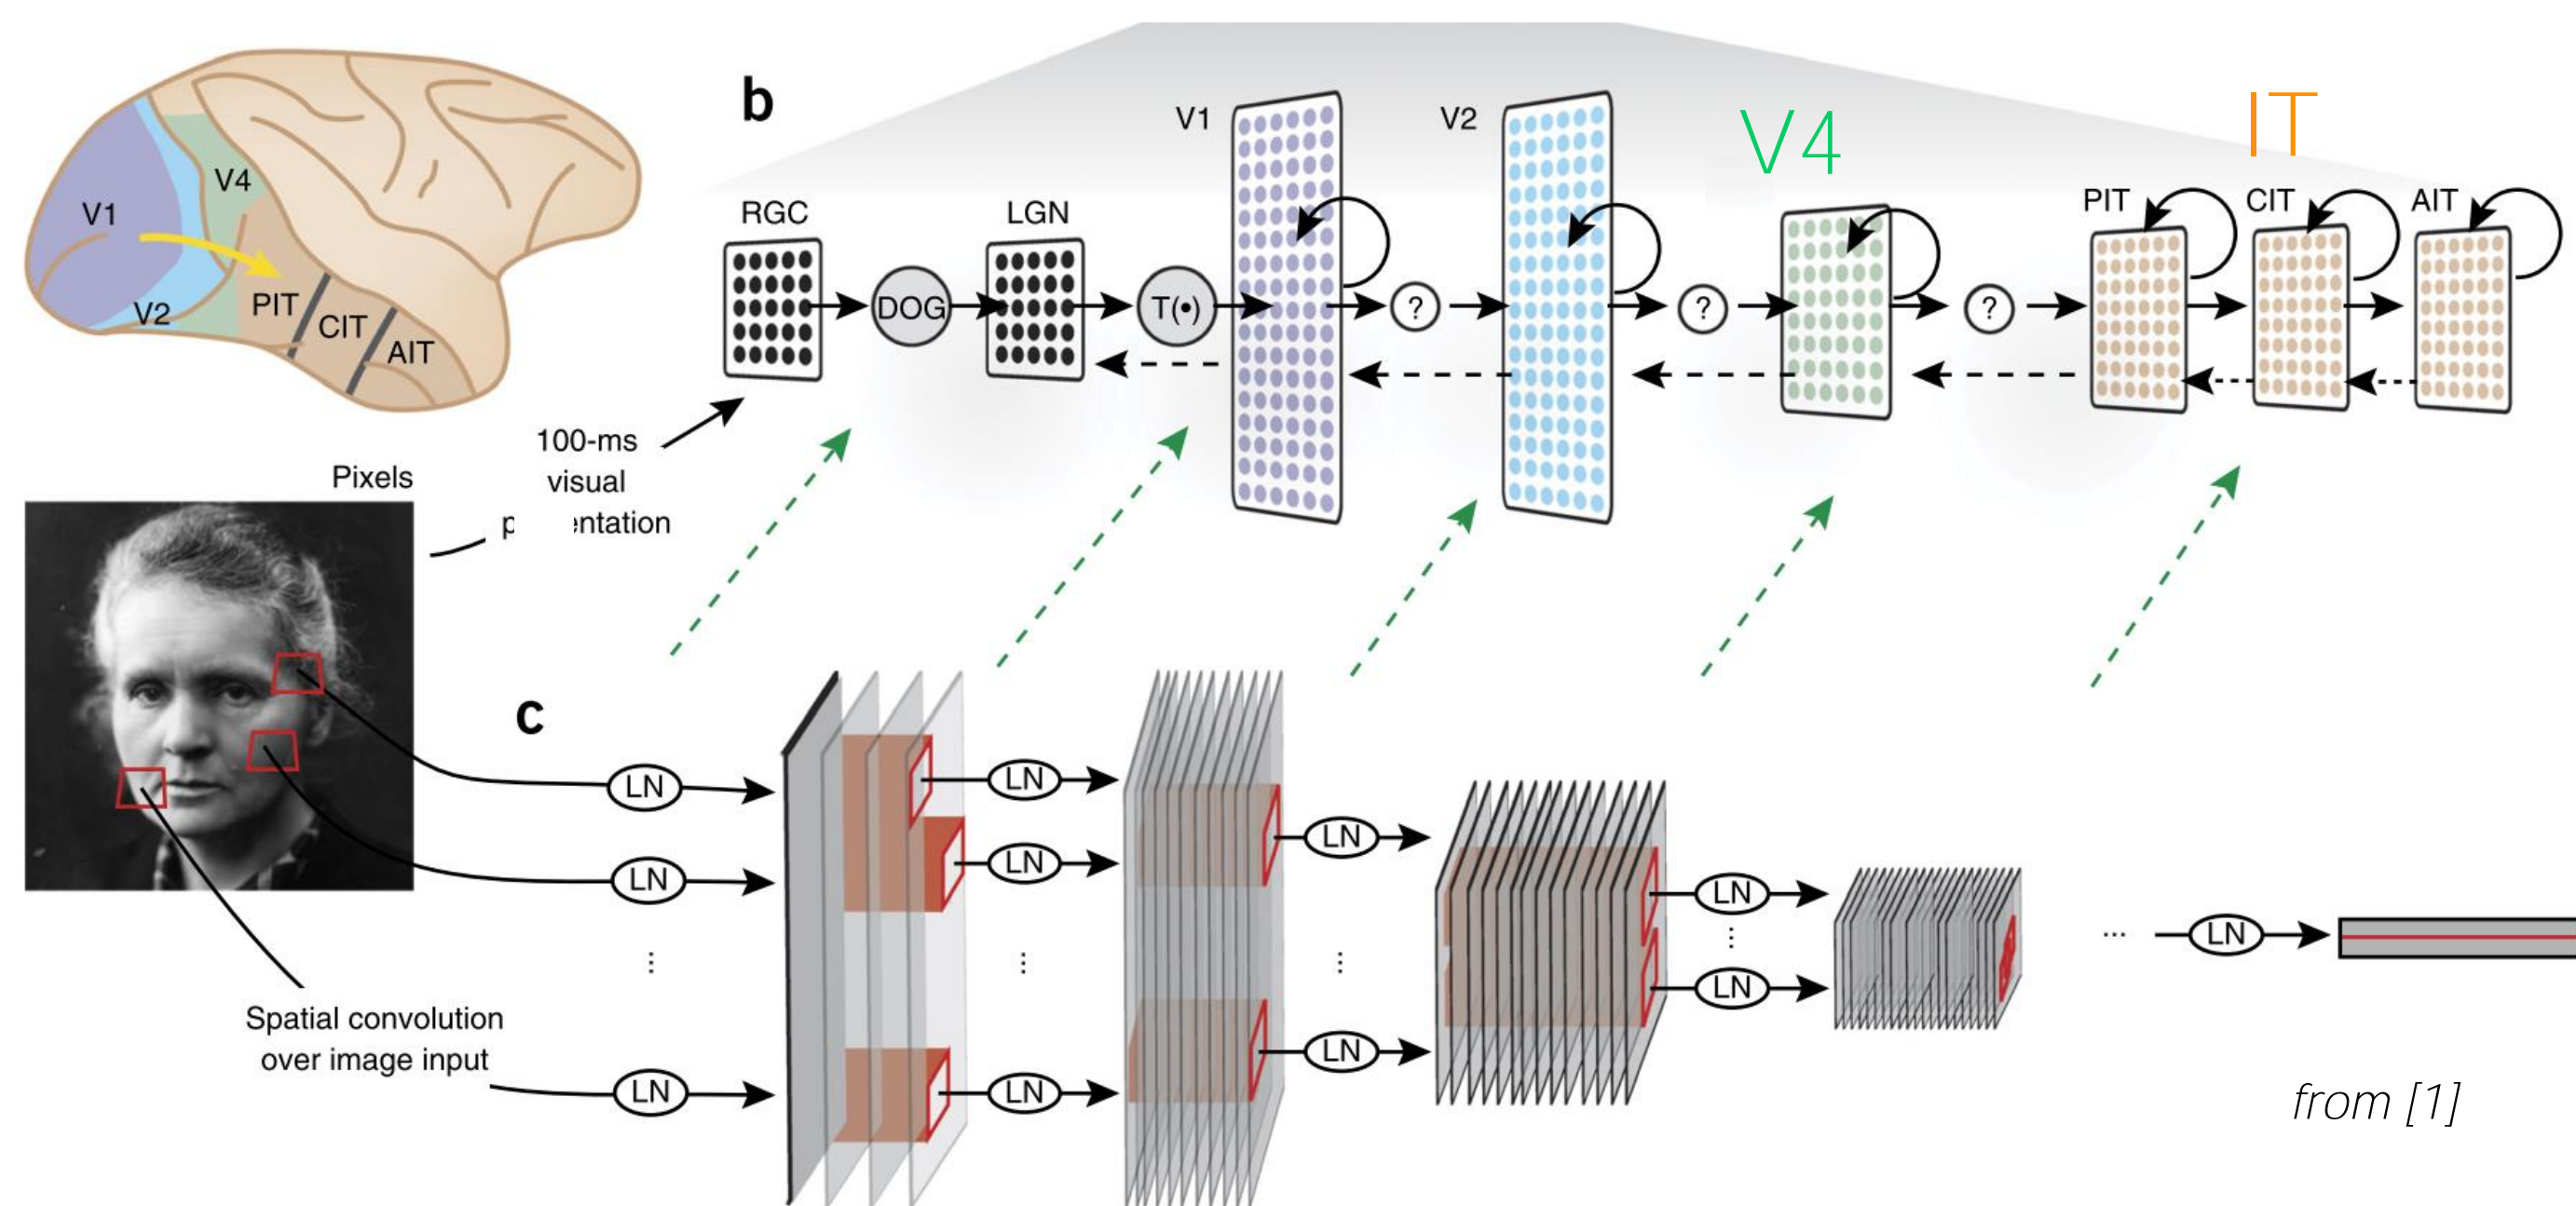 b
V1
V2
V4
IT
RGC
LGN
PIT
CIT
AIT
DOG
T(•)
?
?
?
V4
V1
V2
PIT
CIT
AIT
Pixels
100-ms
visual
entation
c
LN
LN
LN
LN
LN
LN
LN
LN
LN
LN
LN
...
...
...
...
...
Spatial convolution
over image input
from [1]